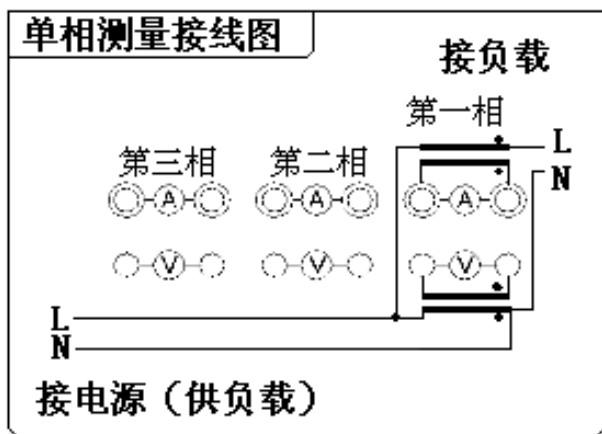 单相测量接线图
接负载
第三相 第二相 第一相
L
N
A A A
V V V
L
N
接电源（供负载）